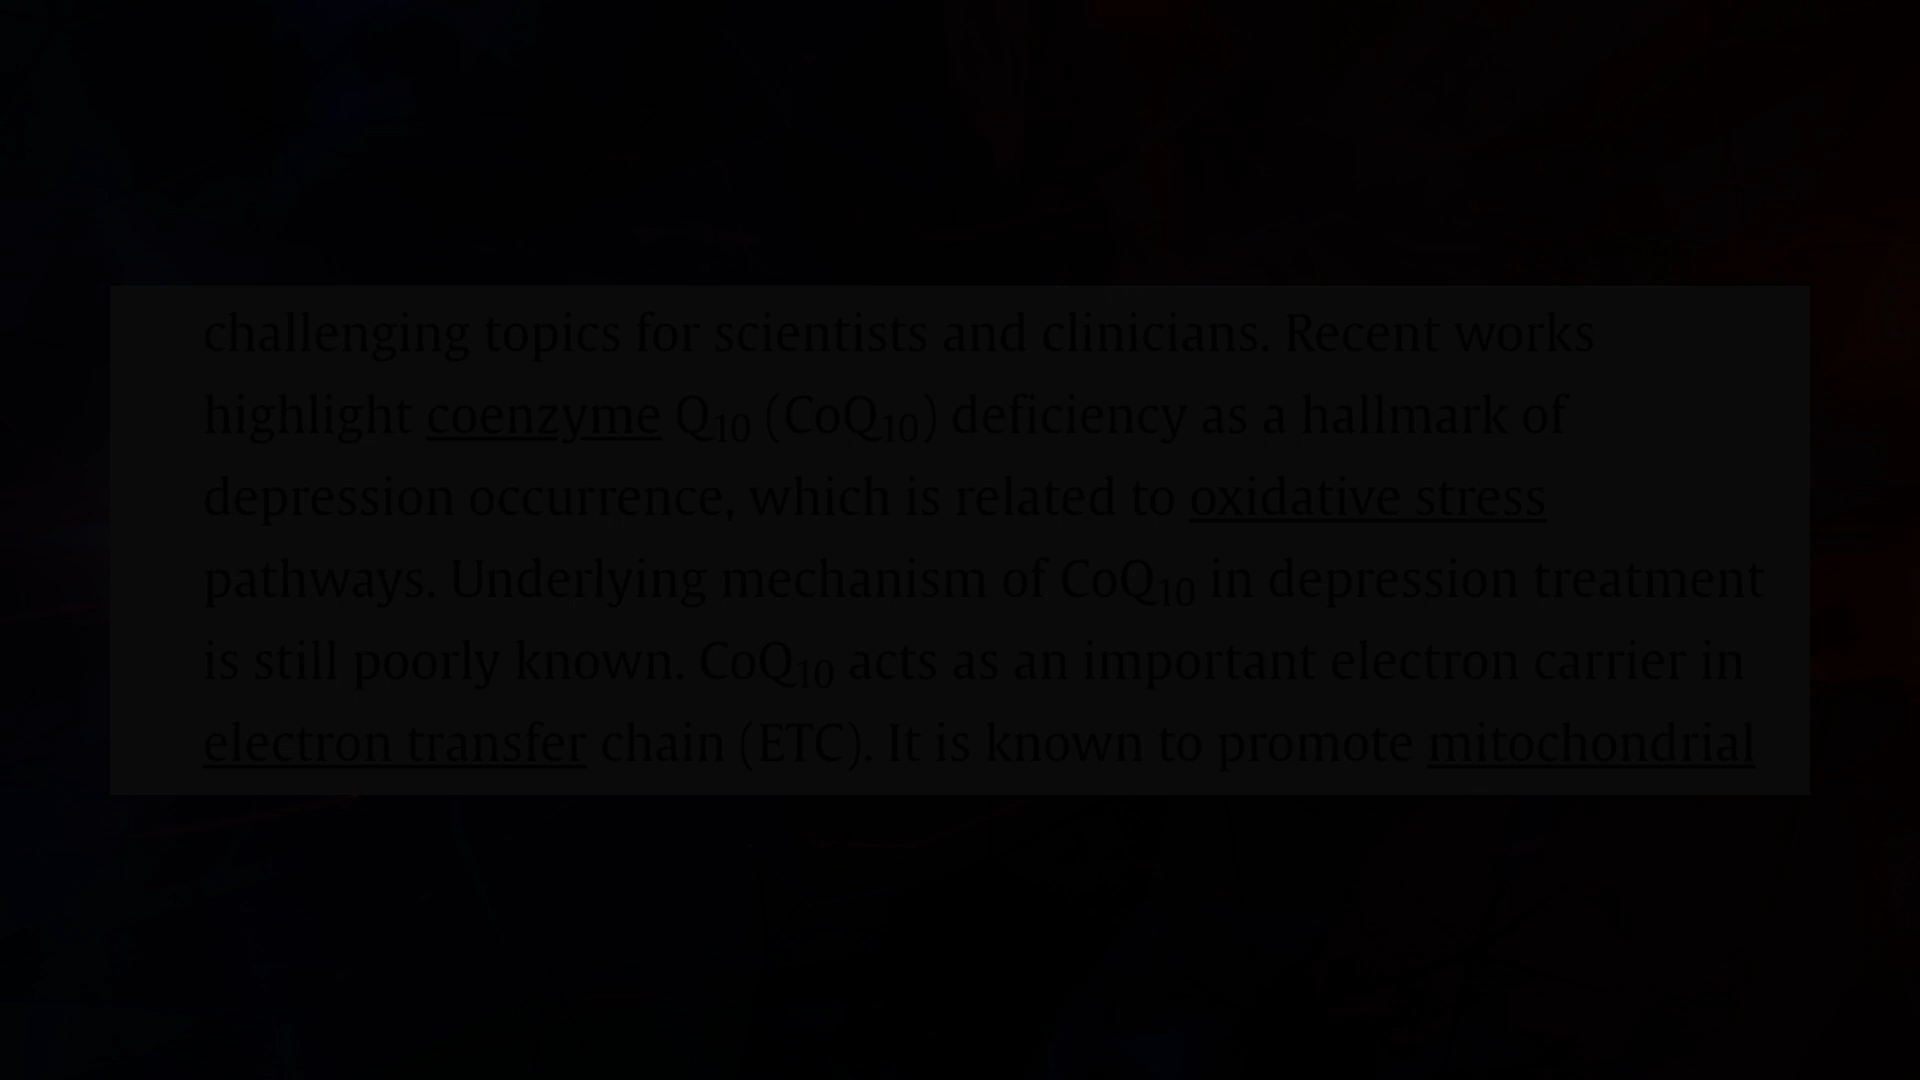 challenging topics for scientists and clinicians. Recent works
highlight coenzyme Q₁₀ (CoQ₁₀) deficiency as a hallmark of
depression occurrence, which is related to oxidative stress
pathways. Underlying mechanism of CoQ₁₀ in depression treatment
is still poorly known. CoQ₁₀ acts as an important electron carrier in
electron transfer chain (ETC). It is known to promote mitochondrial